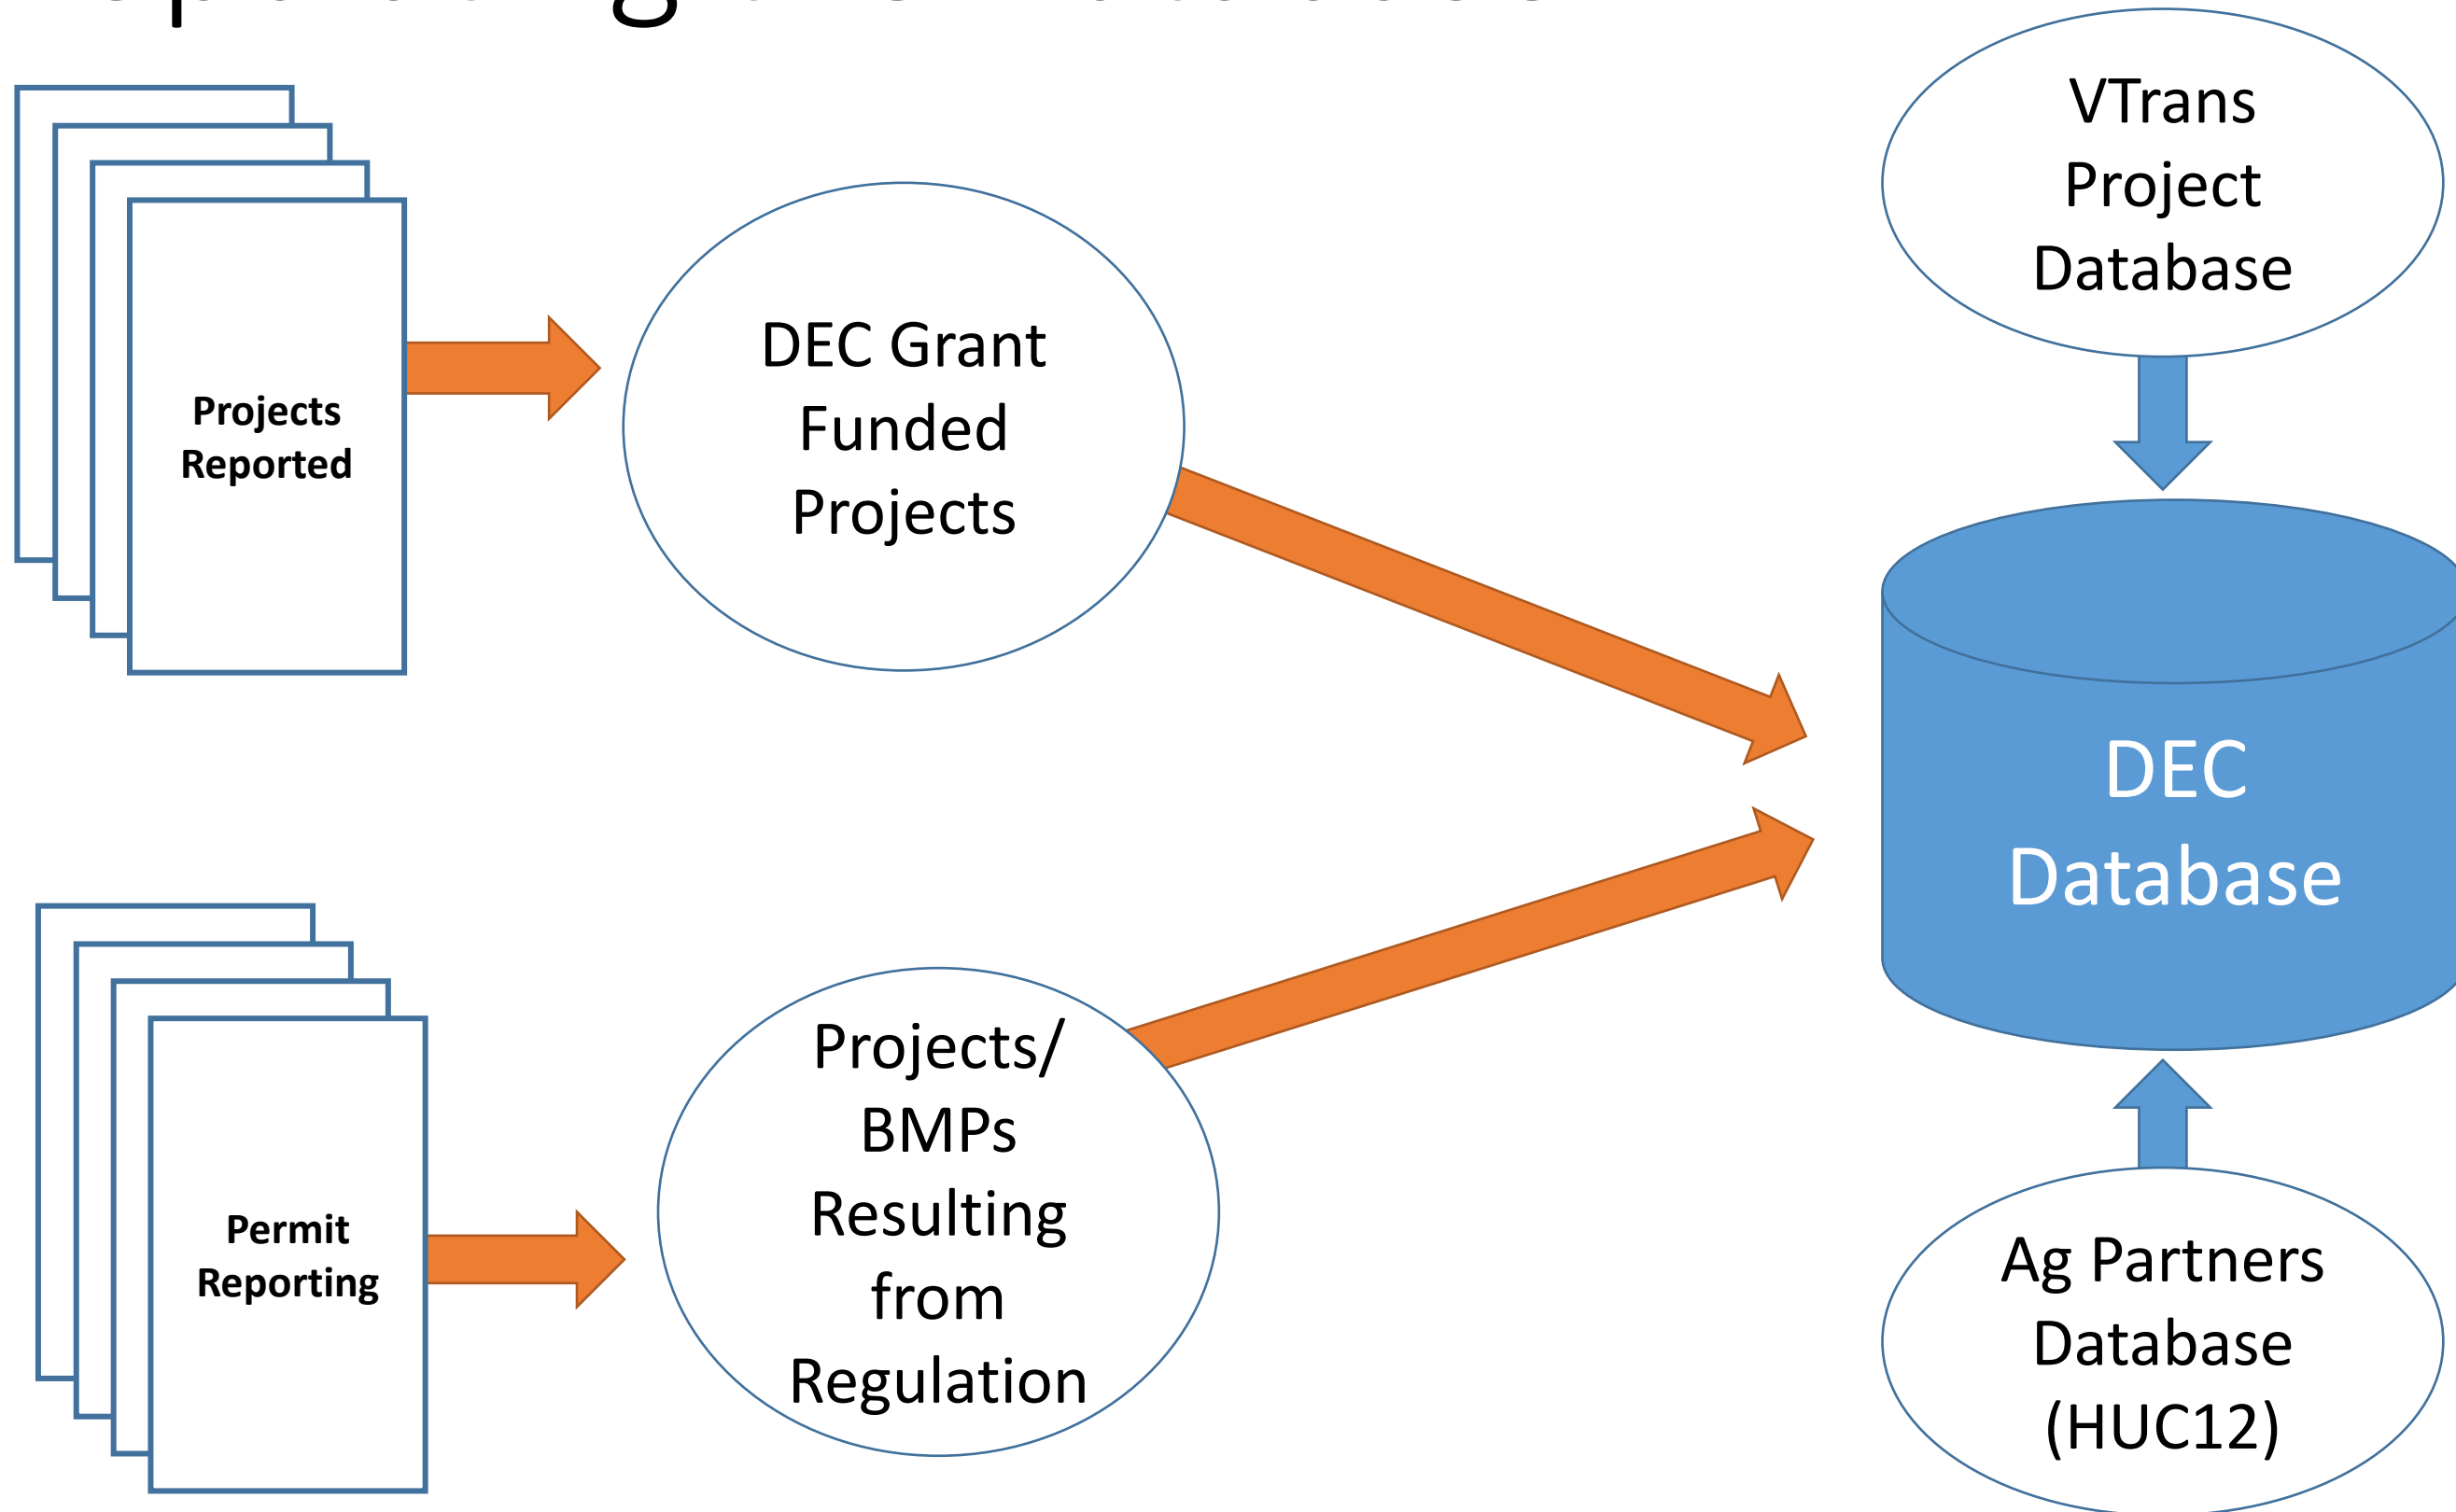 Projects
Reported
DEC Grant
Funded
Projects
VTrans
Project
Database
DEC
Database
Permit
Reporting
Projects/
BMPs
Resulting
from
Regulation
Ag Partners
Database
(HUC12)